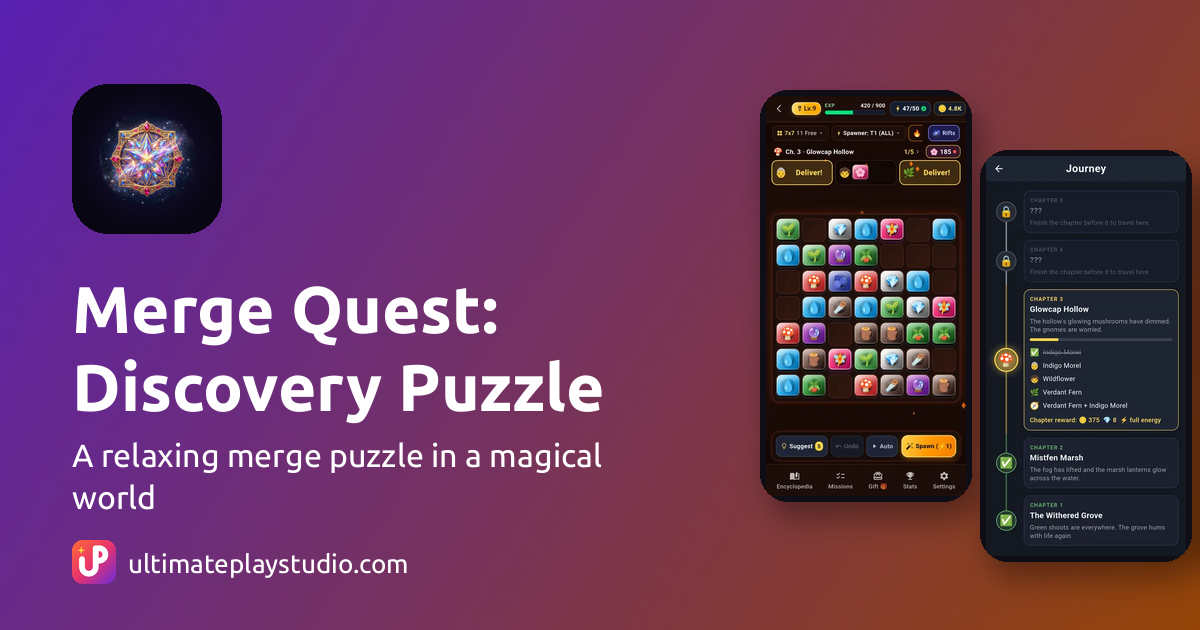 Merge Quest:
Discovery Puzzle
A relaxing merge puzzle in a magical
world
ultimateplaystudio.com
Lv.9
EXP
420 / 900
47/50
4.8K
7x7 11 Free
Spawner: T1 (ALL)
Rifts
Ch. 3 · Glowcap Hollow
1/5
185
Deliver!
Deliver!
Suggest 5
Undo
Auto
Spawn (⚡1)
Encyclopedia
Missions
Gift
Stats
Settings
Journey
CHAPTER 5
???
Finish the chapter before it to travel here.
CHAPTER 4
???
Finish the chapter before it to travel here.
CHAPTER 3
Glowcap Hollow
The hollow's glowing mushrooms have dimmed.
The gnomes are worried.
Indigo Morel
Indigo Morel
Wildflower
Verdant Fern
Verdant Fern + Indigo Morel
Chapter reward: 375 8 full energy
CHAPTER 2
Mistfen Marsh
The fog has lifted and the marsh lanterns glow
across the water.
CHAPTER 1
The Withered Grove
Green shoots are everywhere. The grove hums
with life again.